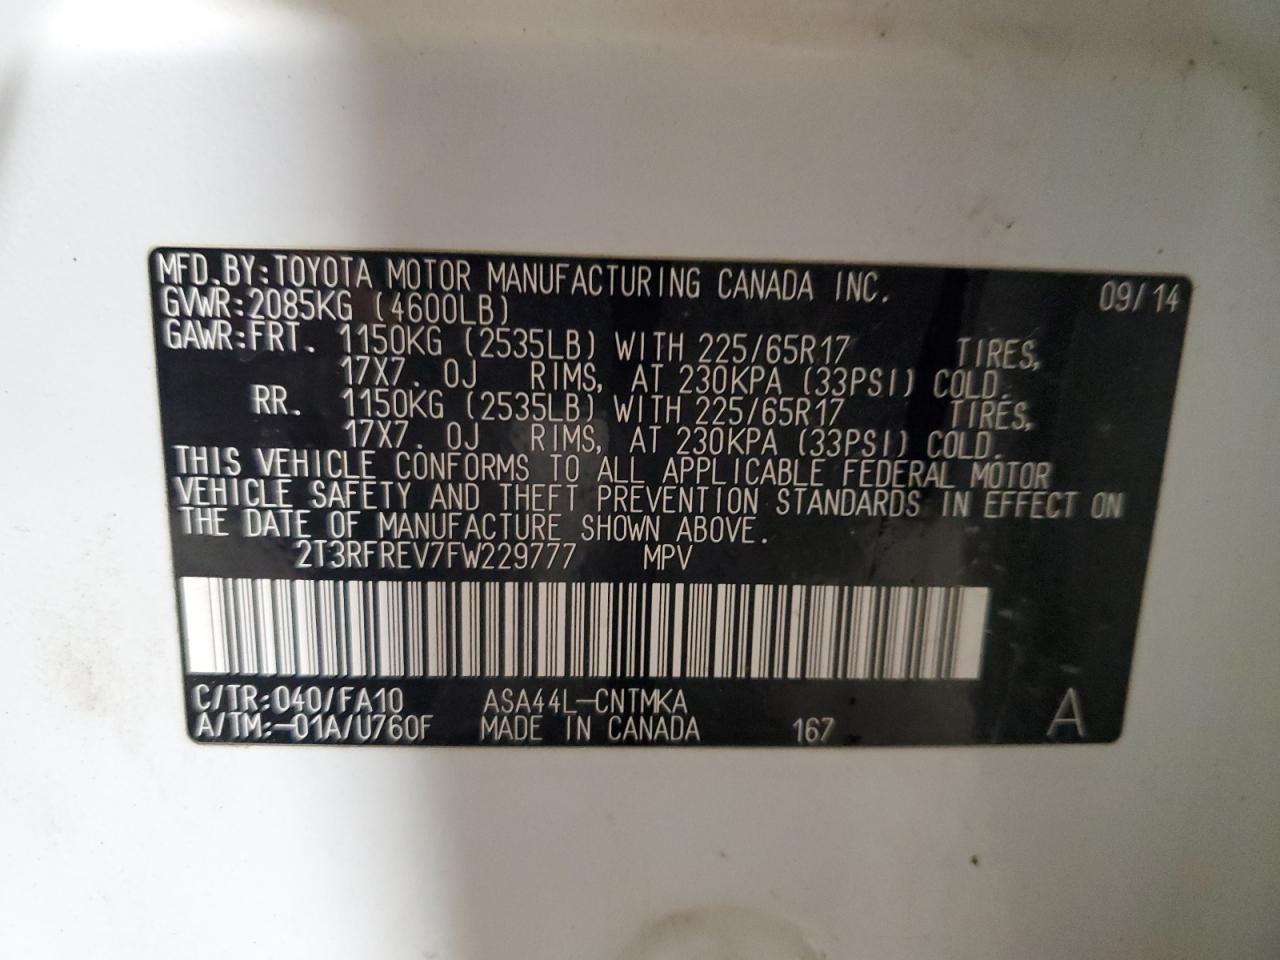 MFD.BY:TOYOTA MOTOR MANUFACTURING CANADA INC. 09/14
GVWR:2085KG (4600LB)
GAWR:FRT. 1150KG (2535LB) WITH 225/65R17 TIRES,
17X7.0J RIMS, AT 230KPA (33PSI) COLD.
RR. 1150KG (2535LB) WITH 225/65R17 TIRES,
17X7.0J RIMS, AT 230KPA (33PSI) COLD.
THIS VEHICLE CONFORMS TO ALL APPLICABLE FEDERAL MOTOR
VEHICLE SAFETY AND THEFT PREVENTION STANDARDS IN EFFECT ON
THE DATE OF MANUFACTURE SHOWN ABOVE.
2T3RFREV7FW229777 MPV
C/TR:040/FA10 ASA44L-CNTMKA
A/TM:-01A/U760F MADE IN CANADA 167 A